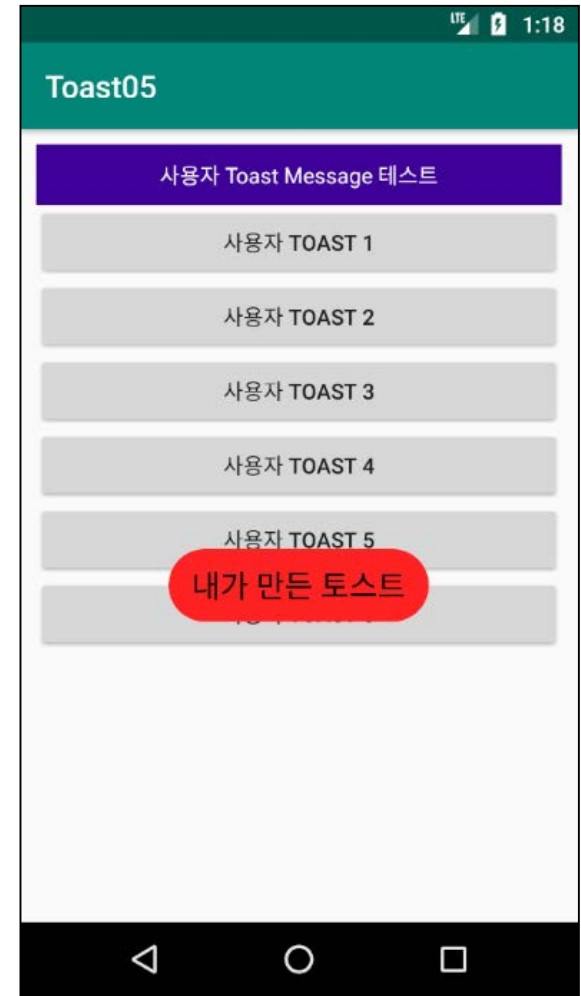 LTE 1:18
Toast05
사용자 Toast Message 테스트
사용자 TOAST 1
사용자 TOAST 2
사용자 TOAST 3
사용자 TOAST 4
사용자 TOAST 5
내가 만든 토스트